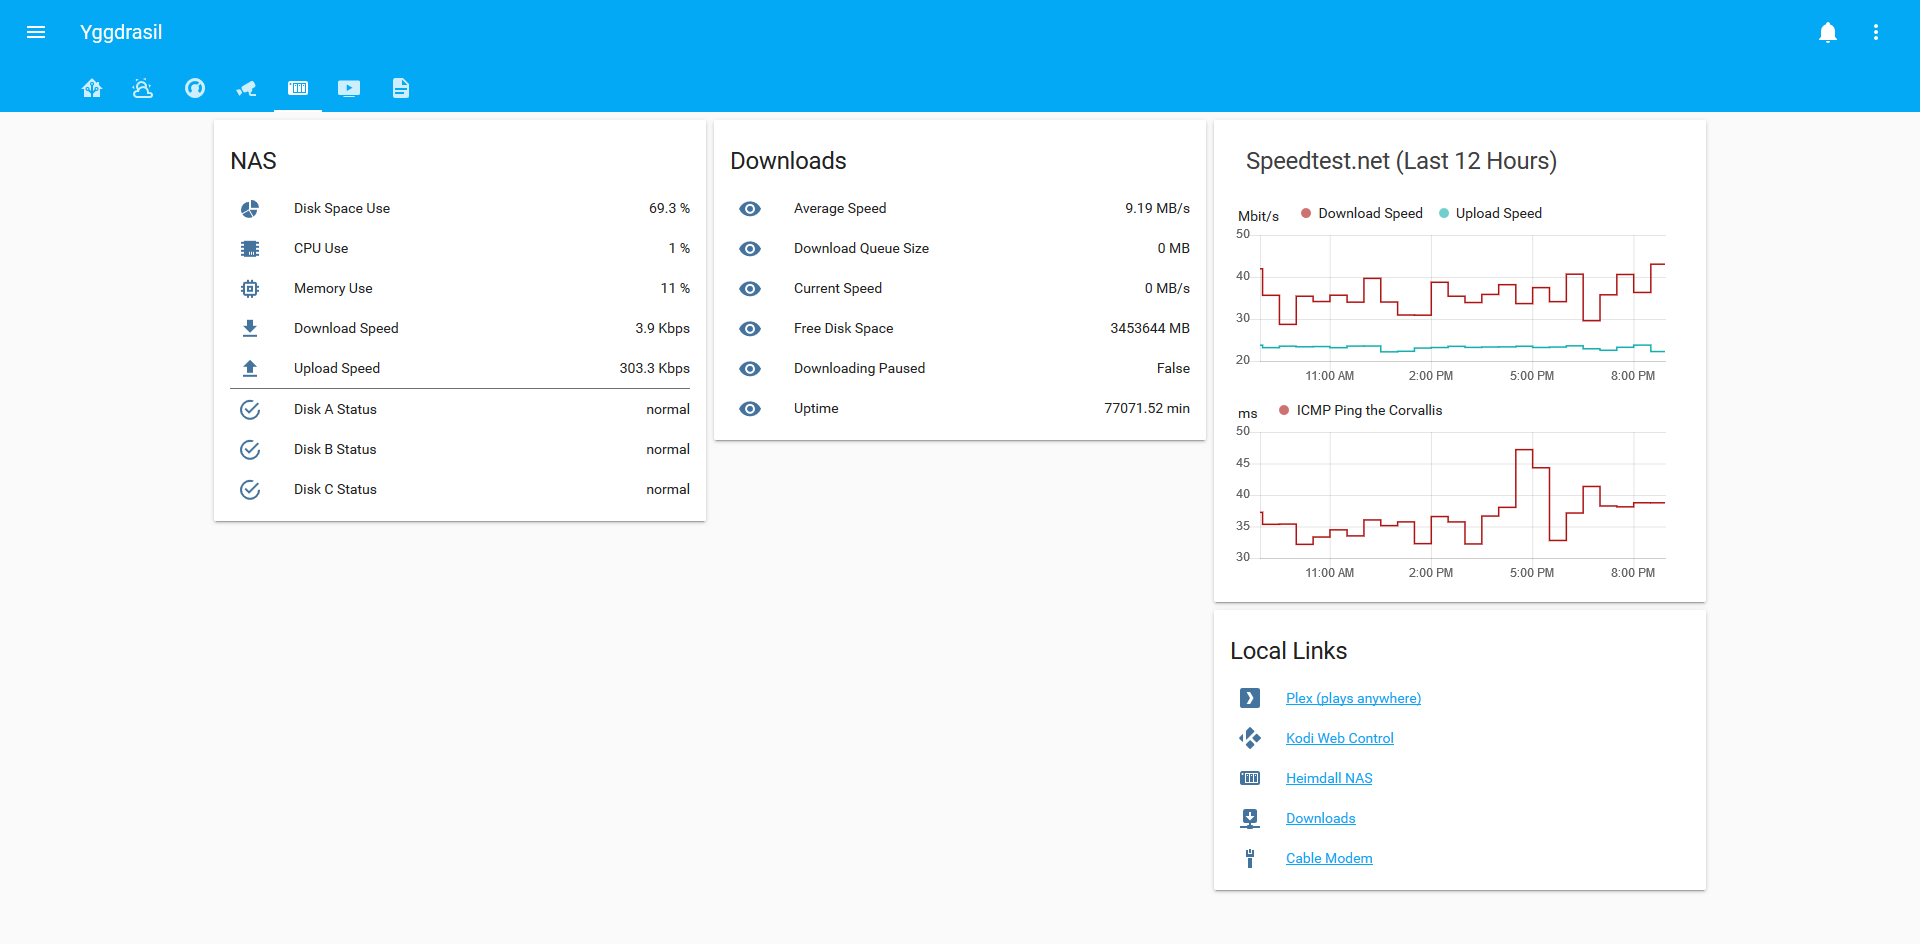 Yggdrasil
NAS
Disk Space Use 69.3 %
CPU Use 1 %
Memory Use 11 %
Download Speed 3.9 Kbps
Upload Speed 303.3 Kbps
Disk A Status normal
Disk B Status normal
Disk C Status normal
Downloads
Average Speed 9.19 MB/s
Download Queue Size 0 MB
Current Speed 0 MB/s
Free Disk Space 3453644 MB
Downloading Paused False
Uptime 77071.52 min
Speedtest.net (Last 12 Hours)
Mbit/s Download Speed Upload Speed
50
40
30
20
11:00 AM 2:00 PM 5:00 PM 8:00 PM
ms ICMP Ping the Corvallis
50
45
40
35
30
11:00 AM 2:00 PM 5:00 PM 8:00 PM
Local Links
Plex (plays anywhere)
Kodi Web Control
Heimdall NAS
Downloads
Cable Modem